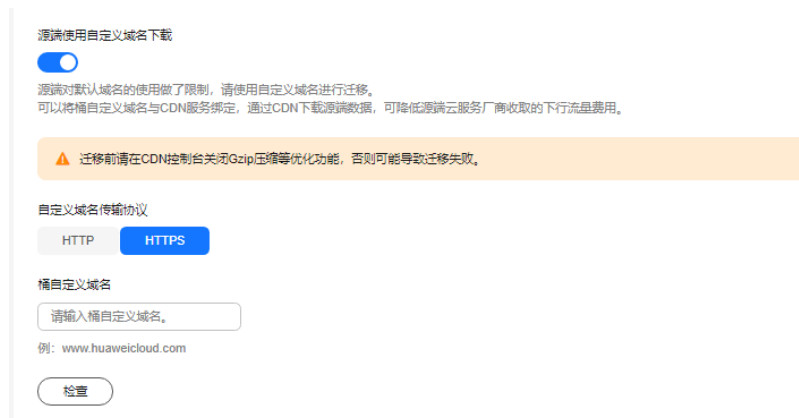 源端使用自定义域名下载
源端对默认域名的使用做了限制，请使用自定义域名进行迁移。
可以将桶自定义域名与CDN服务绑定，通过CDN下载源端数据，可降低源端云服务厂商收取的下行流量费用。
迁移前请在CDN控制台关闭Gzip压缩等优化功能，否则可能导致迁移失败。
自定义域名传输协议
HTTP HTTPS
桶自定义域名
请输入桶自定义域名。
例：www.huaweicloud.com
检查